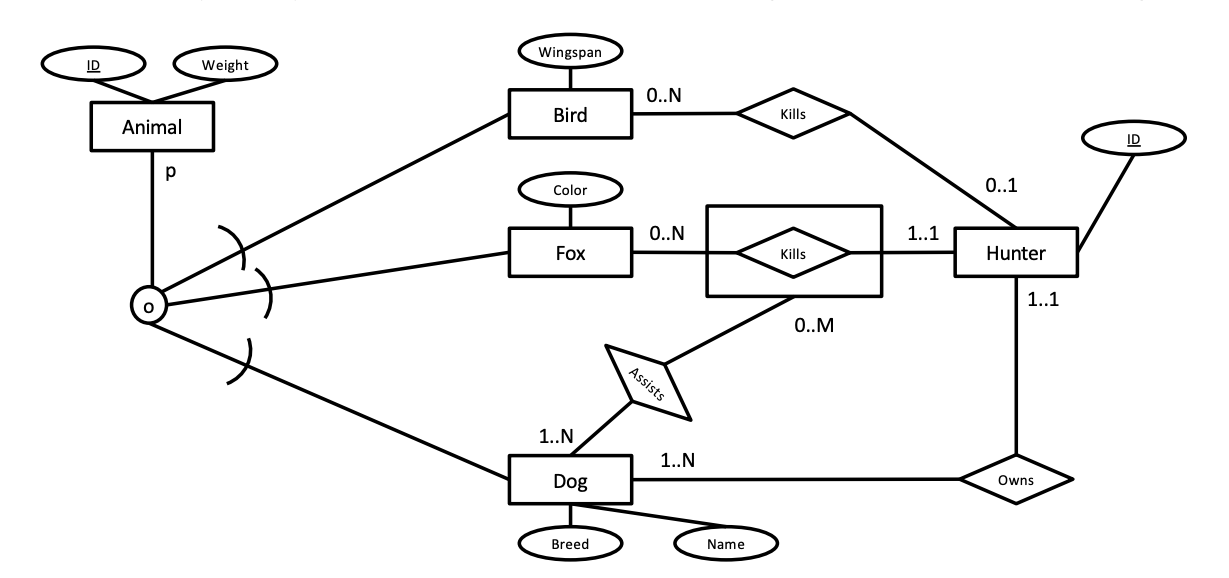 Wingspan
ID
Weight
Bird
0..N
Kills
Animal
ID
p
Color
0..1
Fox
0..N
Kills
1..1
Hunter
o
1..1
0..M
Assists
1..N
1..N
Dog
Owns
Breed
Name